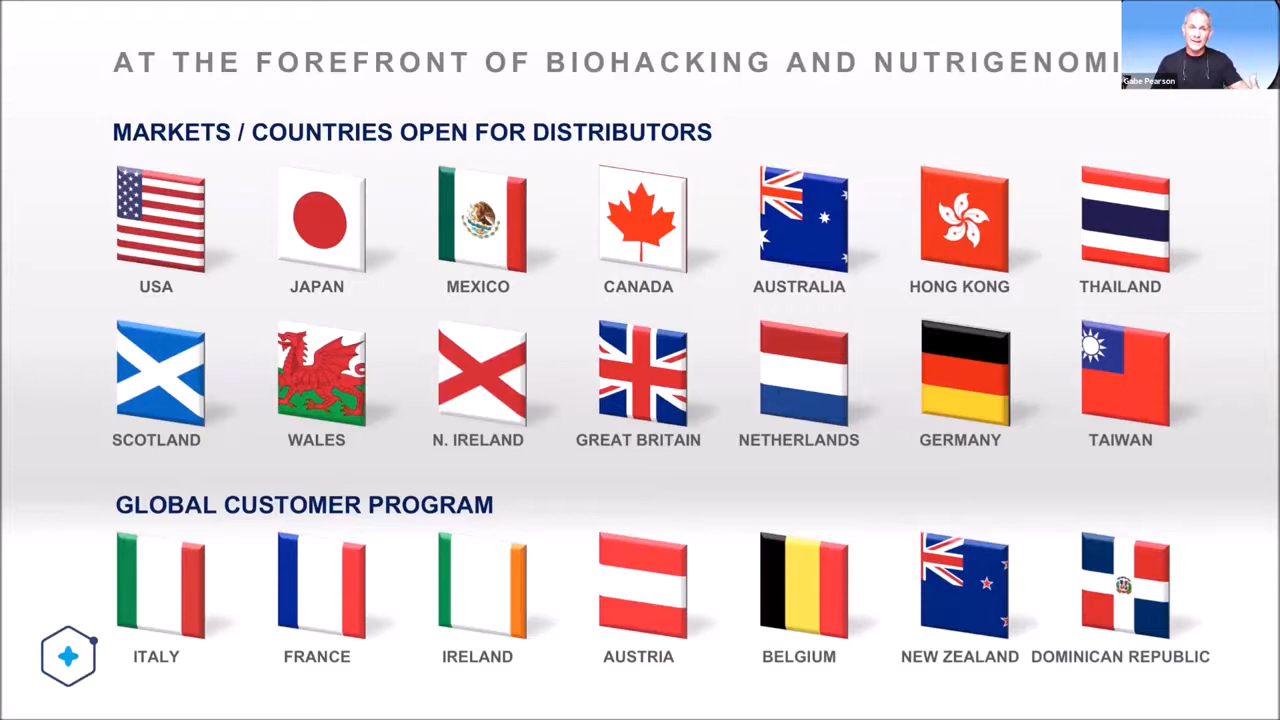 AT THE FOREFRONT OF BIOHACKING AND NUTRIGENOMI
Gabe Pearson
MARKETS / COUNTRIES OPEN FOR DISTRIBUTORS
USA JAPAN MEXICO CANADA AUSTRALIA HONG KONG THAILAND
SCOTLAND WALES N. IRELAND GREAT BRITAIN NETHERLANDS GERMANY TAIWAN
GLOBAL CUSTOMER PROGRAM
ITALY FRANCE IRELAND AUSTRIA BELGIUM NEW ZEALAND DOMINICAN REPUBLIC